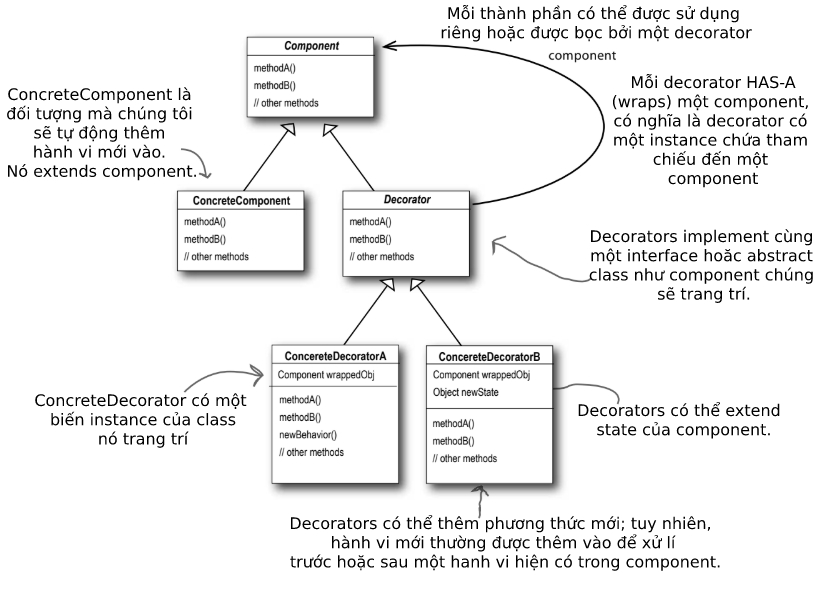 Mỗi thành phần có thể được sử dụng
riêng hoặc được bọc bởi một decorator
Component
methodA()
methodB()
// other methods
component
ConcreteComponent là
đối tượng mà chúng tôi
sẽ tự động thêm
hành vi mới vào.
Nó extends component.
Mỗi decorator HAS-A
(wraps) một component,
có nghĩa là decorator có
một instance chứa tham
chiếu đến một
component
ConcreteComponent
methodA()
methodB()
// other methods
Decorator
methodA()
methodB()
// other methods
Decorators implement cùng
một interface hoăc abstract
class như component chúng
sẽ trang trí.
ConcereteDecoratorA
Component wrappedObj
methodA()
methodB()
newBehavior()
// other methods
ConcereteDecoratorB
Component wrappedObj
Object newState
methodA()
methodB()
// other methods
ConcreteDecorator có một
biến instance của class
nó trang trí
Decorators có thể extend
state của component.
Decorators có thể thêm phương thức mới; tuy nhiên,
hành vi mới thường được thêm vào để xử lí
trước hoặc sau một hanh vi hiện có trong component.